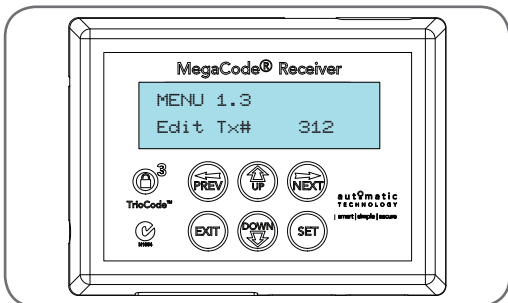 MegaCode® Receiver
MENU 1.3
Edit Tx# 312
3
TrioCode™
PREV
UP
NEXT
automatic
TECHNOLOGY
smart | simple | secure
EXIT
DOWN
SET